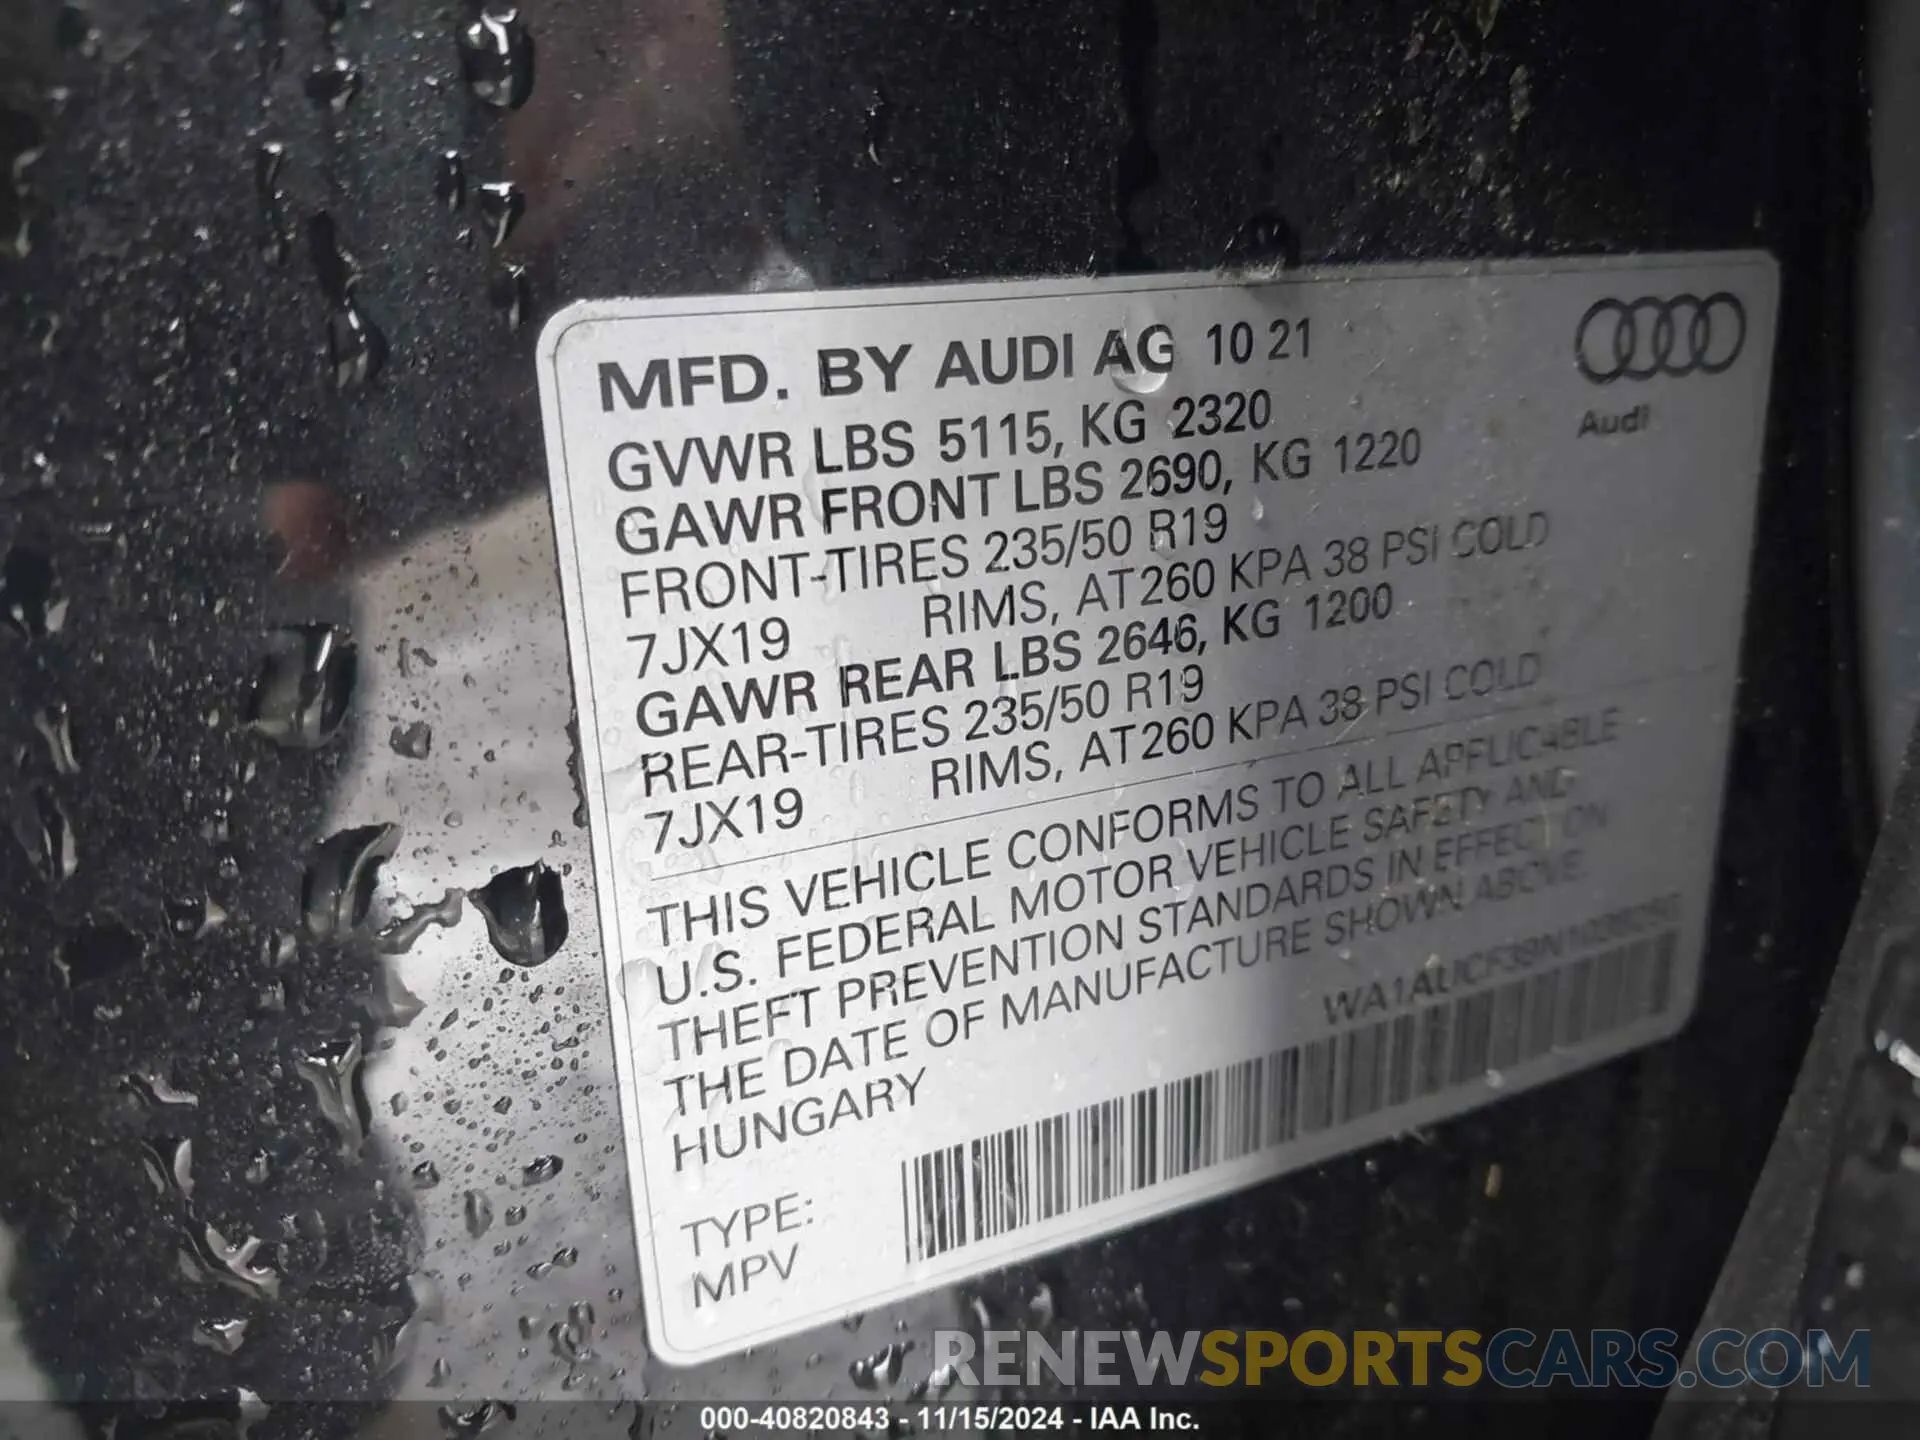 MFD. BY AUDI AG 10 21
Audi
GVWR LBS 5115, KG 2320
GAWR FRONT LBS 2690, KG 1220
FRONT-TIRES 235/50 R19
7JX19 RIMS, AT260 KPA 38 PSI COLD
GAWR REAR LBS 2646, KG 1200
REAR-TIRES 235/50 R19
7JX19 RIMS, AT260 KPA 38 PSI COLD
THIS VEHICLE CONFORMS TO ALL APPLICABLE
U.S. FEDERAL MOTOR VEHICLE SAFETY AND
THEFT PREVENTION STANDARDS IN EFFECT ON
THE DATE OF MANUFACTURE SHOWN ABOVE.
HUNGARY
TYPE:
MPV
RENEWSPORTSCARS.COM
000-40820843 - 11/15/2024 - IAA Inc.